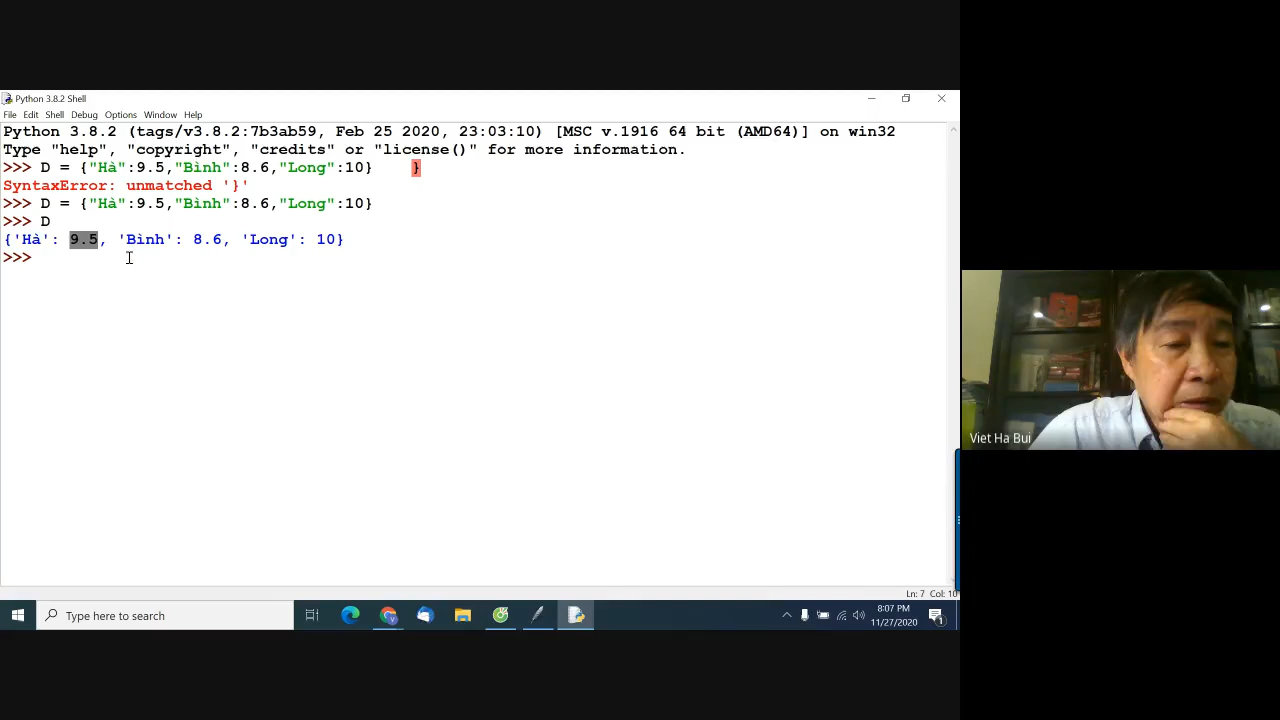 Python 3.8.2 Shell
File Edit Shell Debug Options Window Help
Python 3.8.2 (tags/v3.8.2:7b3ab59, Feb 25 2020, 23:03:10) [MSC v.1916 64 bit (AMD64)] on win32
Type "help", "copyright", "credits" or "license()" for more information.
>>> D = {"Hà":9.5,"Bình":8.6,"Long":10}    }
SyntaxError: unmatched '}'
>>> D = {"Hà":9.5,"Bình":8.6,"Long":10}
>>> D
{'Hà': 9.5, 'Bình': 8.6, 'Long': 10}
>>>
Viet Ha Bui
Ln: 7 Col: 10
Type here to search
8:07 PM
11/27/2020
1